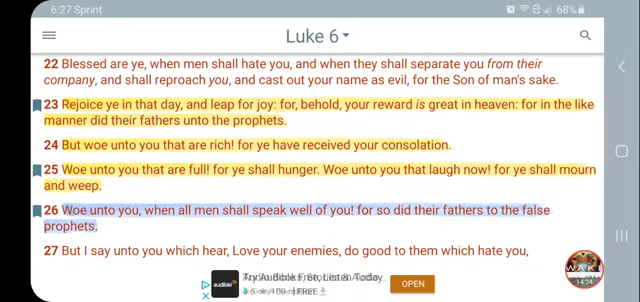 6:27 Sprint
68%
Luke 6
22 Blessed are ye, when men shall hate you, and when they shall separate you from their
company, and shall reproach you, and cast out your name as evil, for the Son of man's sake.
23 Rejoice ye in that day, and leap for joy: for, behold, your reward is great in heaven: for in the like
manner did their fathers unto the prophets.
24 But woe unto you that are rich! for ye have received your consolation.
25 Woe unto you that are full! for ye shall hunger. Woe unto you that laugh now! for ye shall mourn
and weep.
26 Woe unto you, when all men shall speak well of you! for so did their fathers to the false
prophets.
27 But I say unto you which hear, Love your enemies, do good to them which hate you,
audible
FREE
OPEN
WAKE
14:24